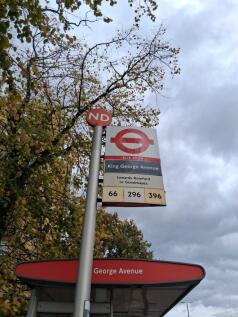 ND
BUS STOP
King George Avenue
towards Romford
or Goodmayes
66 296 396
George Avenue